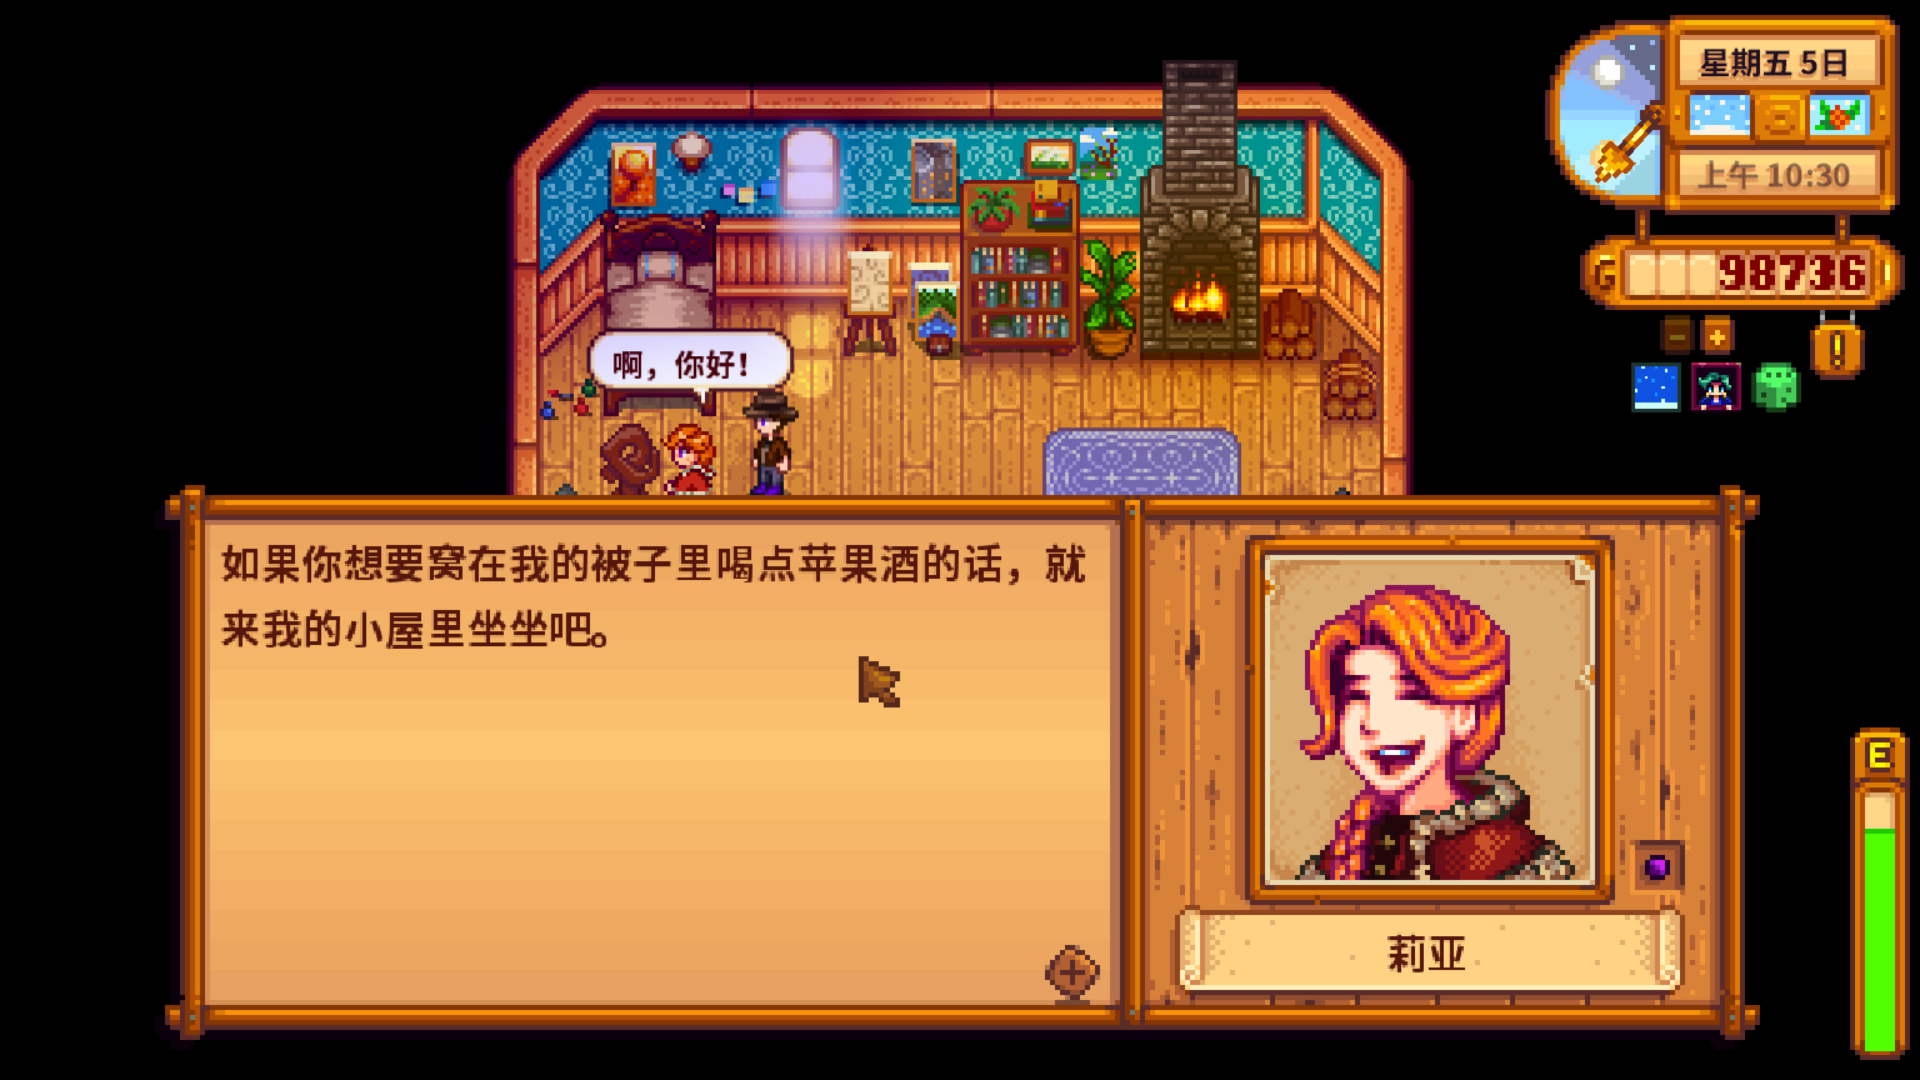 星期五 5日
上午 10:30
G 98736
啊，你好！
如果你想要窝在我的被子里喝点苹果酒的话，就
来我的小屋里坐坐吧。
莉亚
E